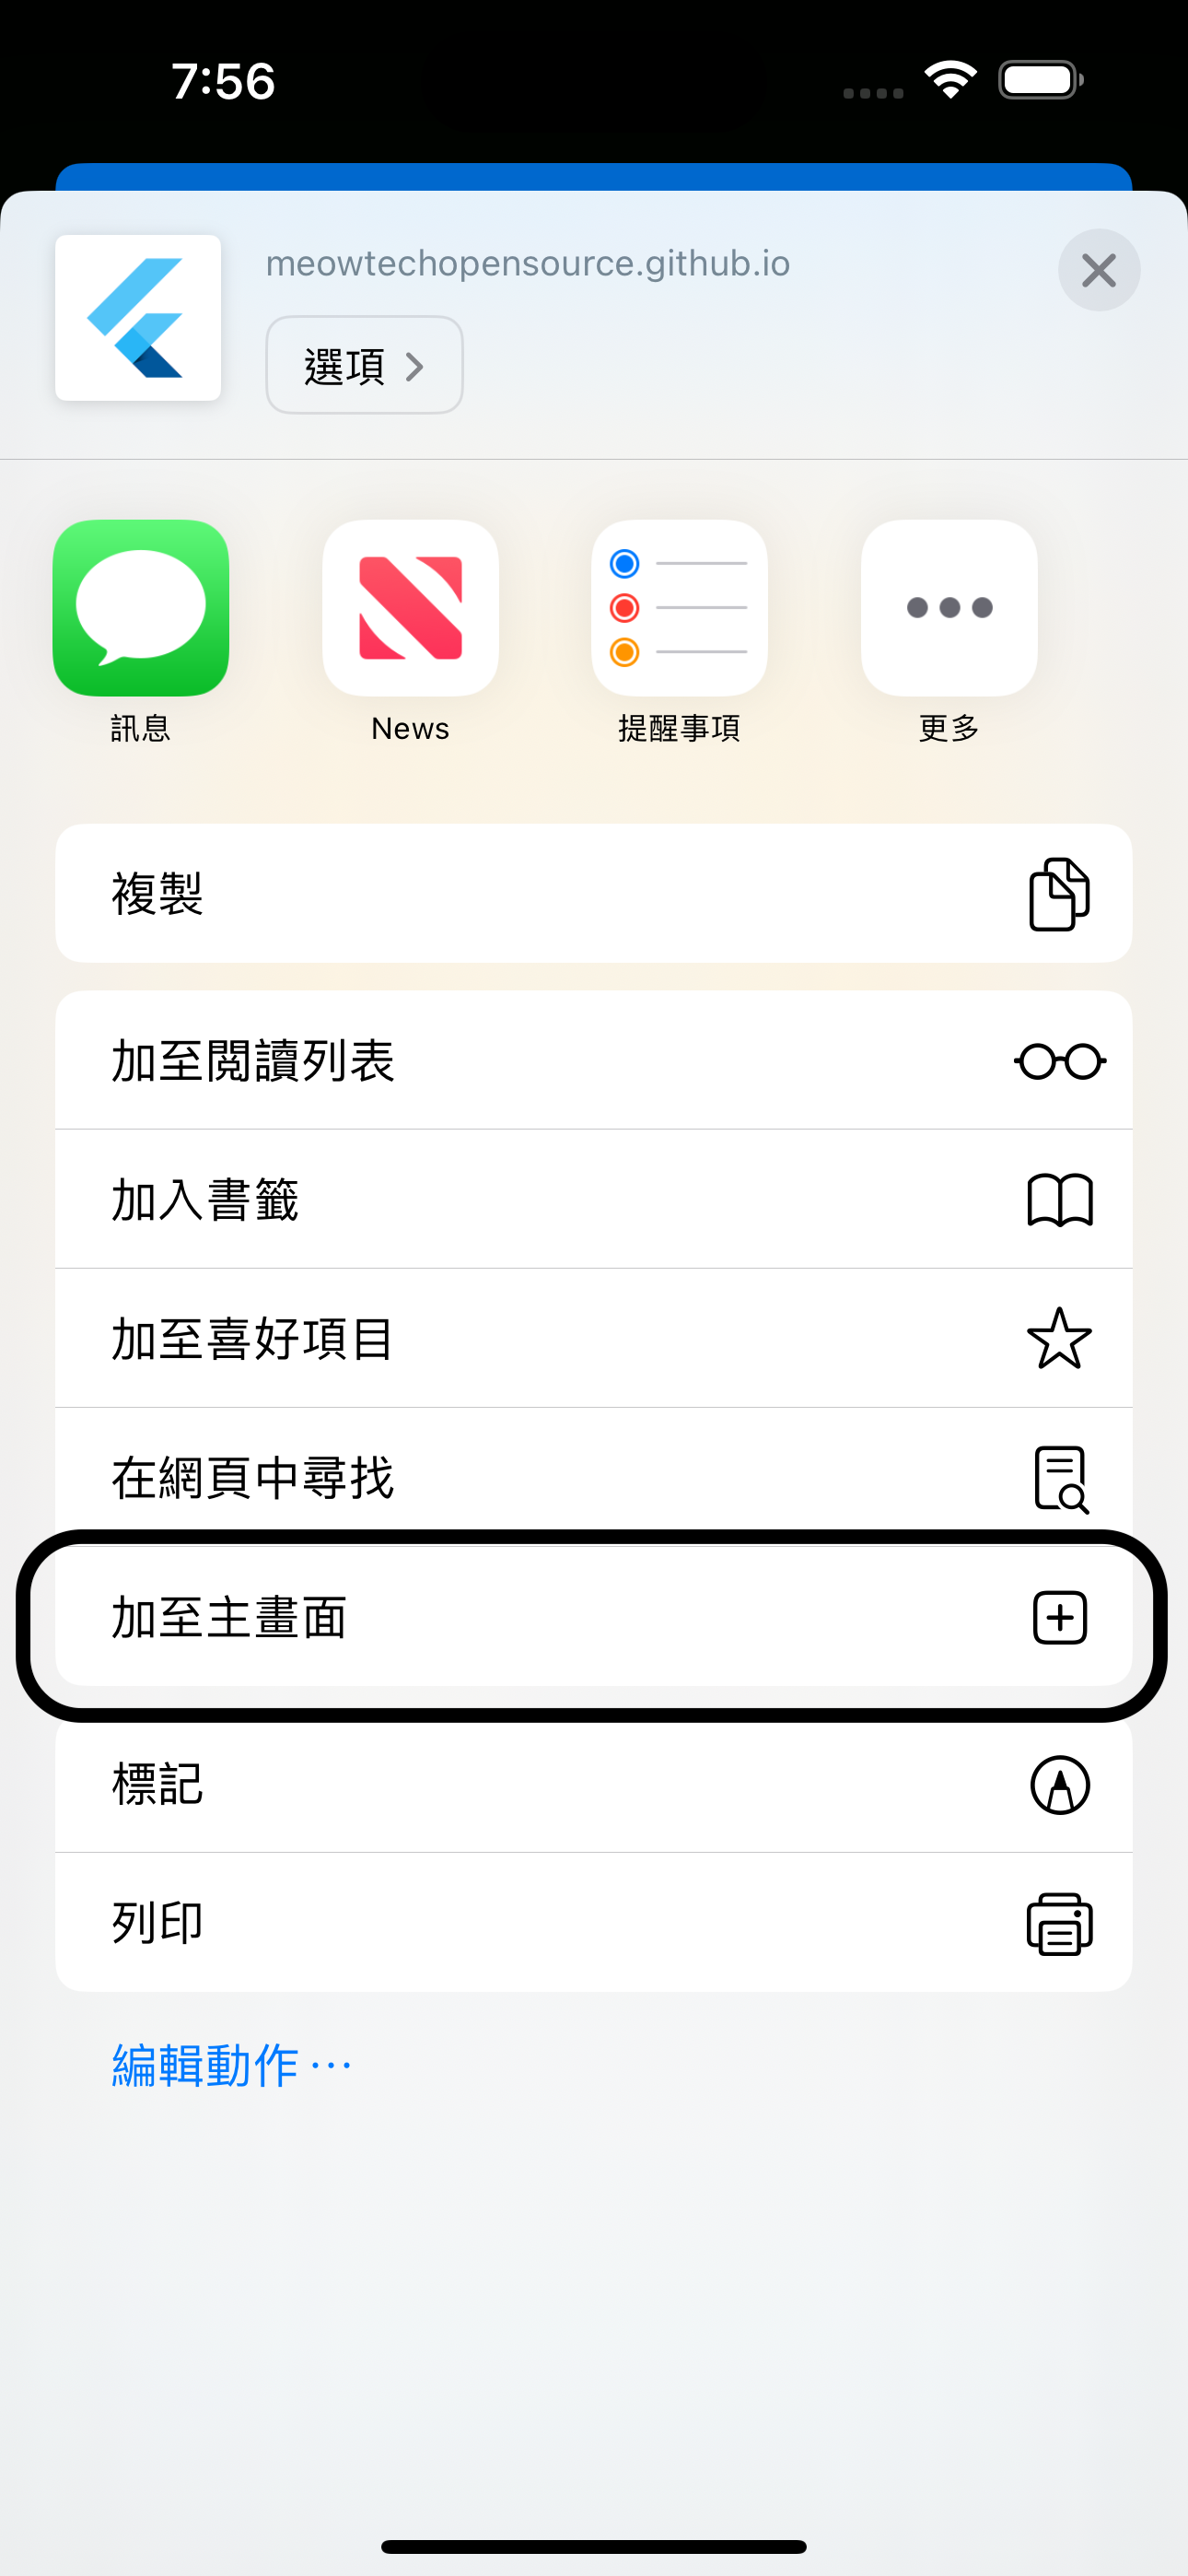 7:56
meowtechopensource.github.io
選項
訊息
News
提醒事項
更多
複製
加至閱讀列表
加入書籤
加至喜好項目
在網頁中尋找
加至主畫面
標記
列印
編輯動作⋯